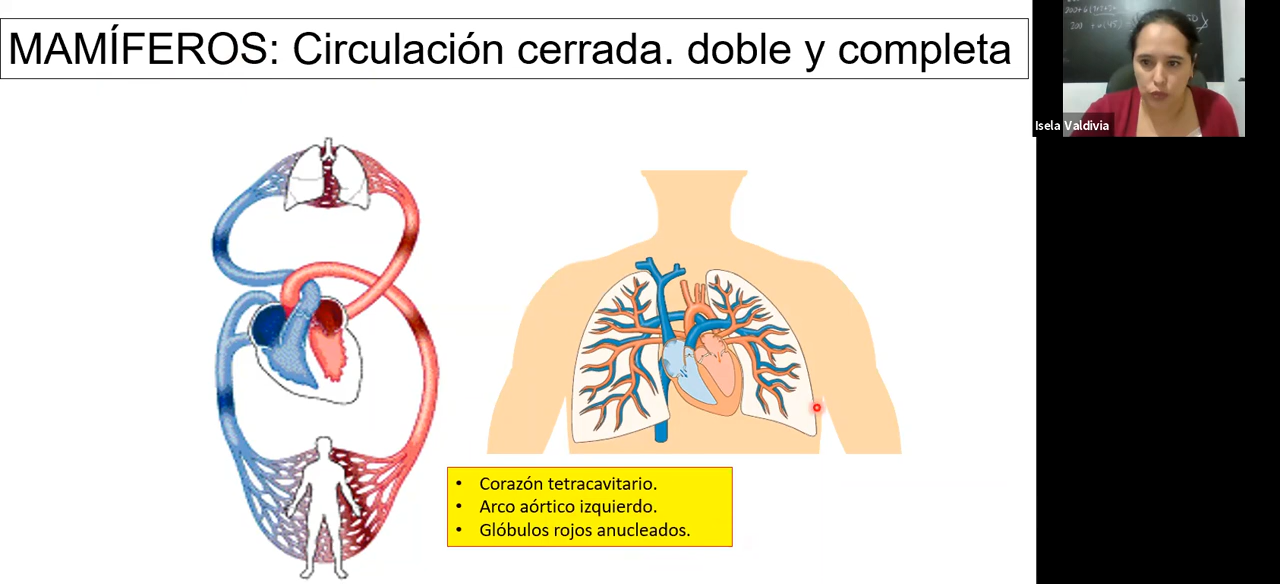 MAMÍFEROS: Circulación cerrada. doble y completa
Isela Valdivia
• Corazón tetracavitario.
• Arco aórtico izquierdo.
• Glóbulos rojos anucleados.